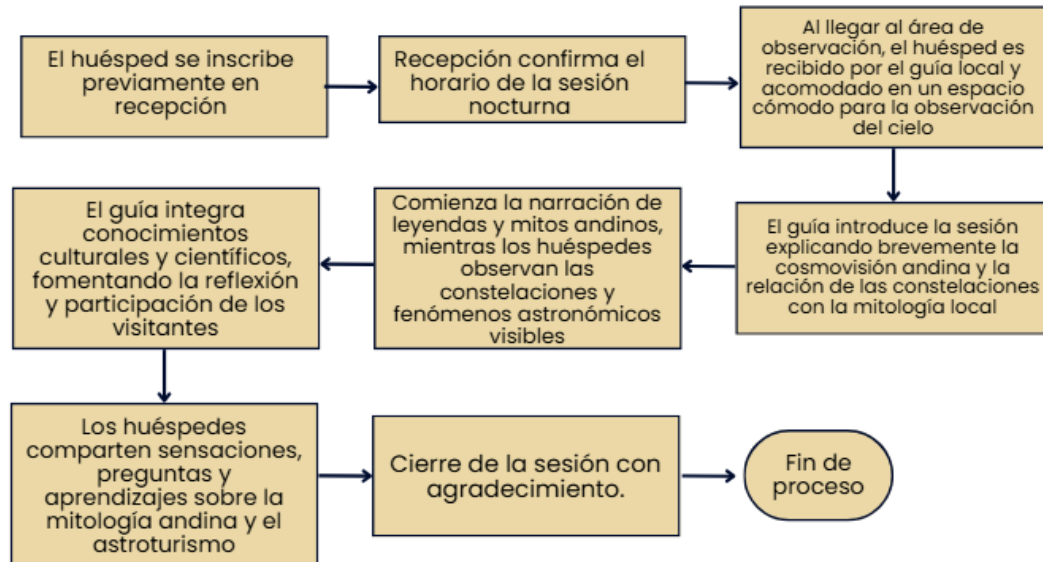 El huésped se inscribe
previamente en
recepción
Recepción confirma el
horario de la sesión
nocturna
Al llegar al área de
observación, el huésped es
recibido por el guía local y
acomodado en un espacio
cómodo para la observación
del cielo
El guía introduce la sesión
explicando brevemente la
cosmovisión andina y la
relación de las constelaciones
con la mitología local
Comienza la narración de
leyendas y mitos andinos,
mientras los huéspedes
observan las
constelaciones y
fenómenos astronómicos
visibles
El guía integra
conocimientos
culturales y científicos,
fomentando la reflexión
y participación de los
visitantes
Los huéspedes
comparten sensaciones,
preguntas y
aprendizajes sobre la
mitología andina y el
astroturismo
Cierre de la sesión con
agradecimiento.
Fin de
proceso